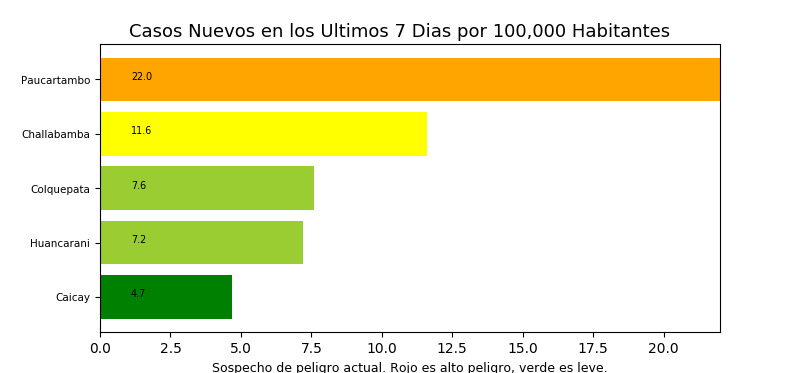 Casos Nuevos en los Ultimos 7 Dias por 100,000 Habitantes
Paucartambo
22.0
Challabamba
11.6
Colquepata
7.6
Huancarani
7.2
Caicay
4.7
0.0 2.5 5.0 7.5 10.0 12.5 15.0 17.5 20.0
Sospecho de peligro actual. Rojo es alto peligro, verde es leve.